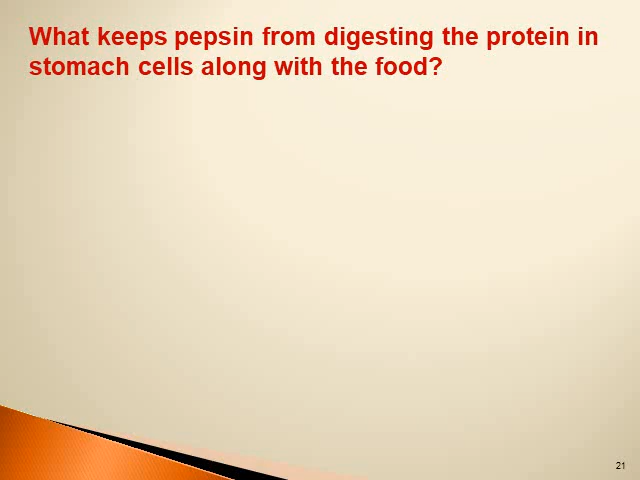 What keeps pepsin from digesting the protein in
stomach cells along with the food?
21